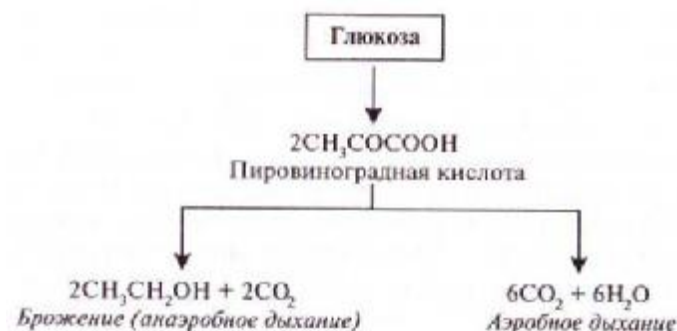 Глюкоза
2CH₃COCOOH
Пировиноградная кислота
2CH₃CH₂OH + 2CO₂
Брожение (анаэробное дыхание)
6CO₂ + 6H₂O
Аэробное дыхание